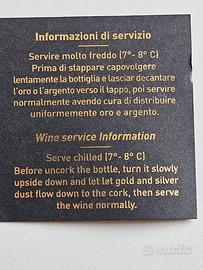 Informazioni di servizio
Servire molto freddo (7°- 8° C)
Prima di stappare capovolgere
lentamente la bottiglia e lasciar decantare
l'oro o l'argento verso il tappo, poi servire
normalmente avendo cura di distribuire
uniformemente oro e argento.
Wine service Information
Serve chilled (7°- 8° C)
Before uncork the bottle, turn it slowly
upside down and let let gold and silver
dust flow down to the cork, then serve
the wine normally.
subito